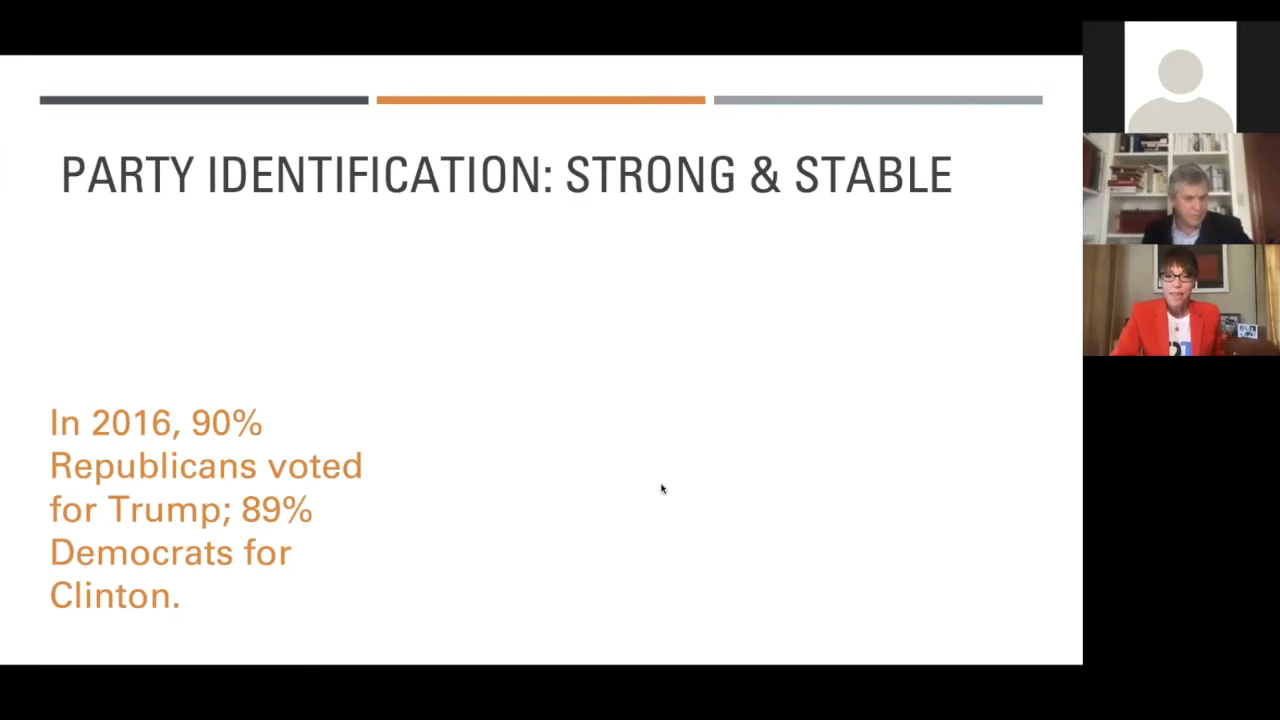 PARTY IDENTIFICATION: STRONG & STABLE
In 2016, 90%
Republicans voted
for Trump; 89%
Democrats for
Clinton.